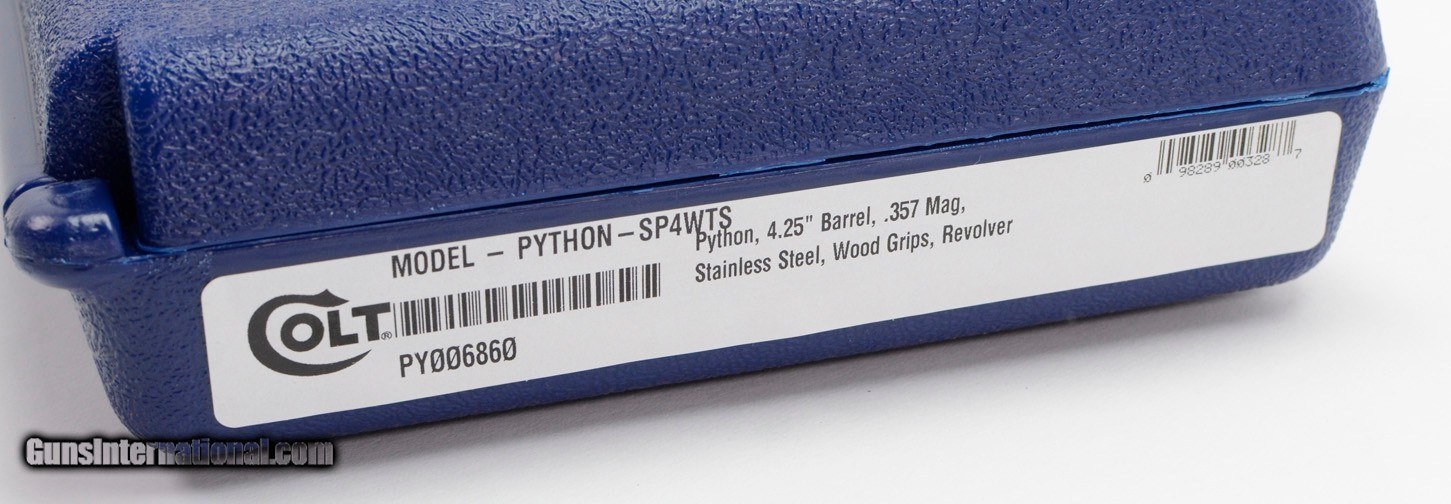 MODEL – PYTHON–SP4WTS
COLT®
PY006860
Python, 4.25" Barrel, .357 Mag,
Stainless Steel, Wood Grips, Revolver
0 98289 00328 7
GunsInternational.com